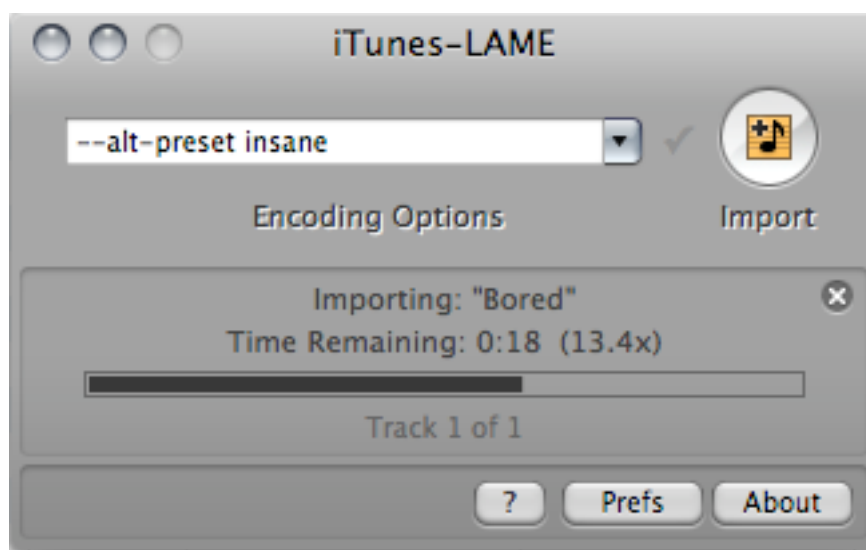 iTunes-LAME
--alt-preset insane
Encoding Options
Import
Importing: "Bored"
Time Remaining: 0:18 (13.4x)
Track 1 of 1
? Prefs About